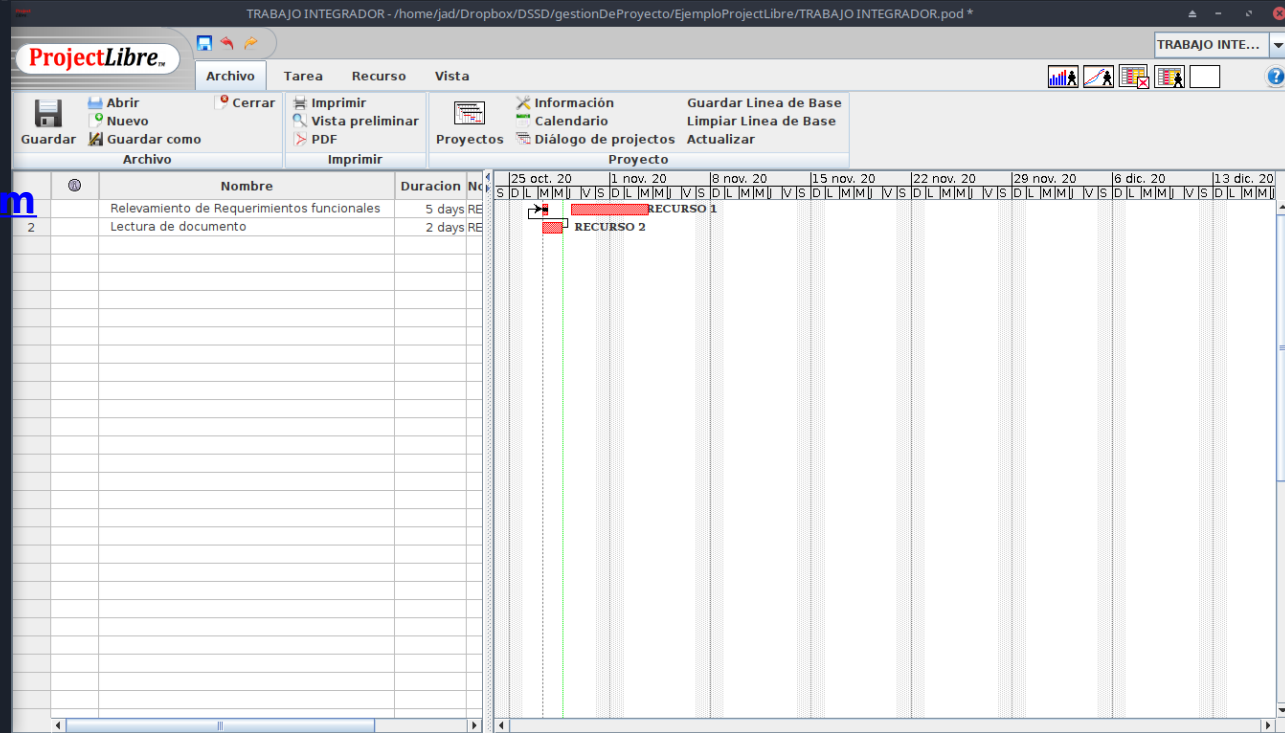 TRABAJO INTEGRADOR - /home/jad/Dropbox/DSSD/gestionDeProyecto/EjemploProjectLibre/TRABAJO INTEGRADOR.pod *
ProjectLibre™
TRABAJO INTE...
Archivo Tarea Recurso Vista
Guardar
Abrir
Nuevo
Guardar como
Cerrar
Archivo
Imprimir
Vista preliminar
PDF
Imprimir
Proyectos
Información
Calendario
Diálogo de projectos
Guardar Linea de Base
Limpiar Linea de Base
Actualizar
Proyecto
m
Nombre Duracion
25 oct. 20 1 nov. 20 8 nov. 20 15 nov. 20 22 nov. 20 29 nov. 20 6 dic. 20 13 dic. 20
S D L M M J V S D L M M J V S D L M M J V S D L M M J V S D L M M J V S D L M M J V S D L M M J V S D L M M J
Relevamiento de Requerimientos funcionales 5 days RE
RECURSO 1
2 Lectura de documento 2 days RE
RECURSO 2